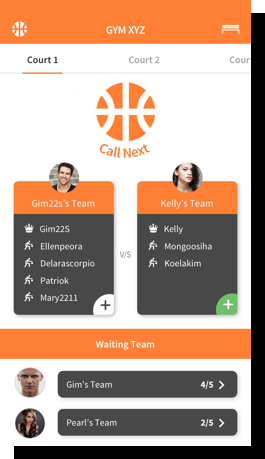 GYM XYZ
Court 1
Court 2
Cour
Call Next
Gim22s's Team
Kelly's Team
Gim22S
Ellenpeora
Delarascorpio
Patriok
Mary2211
V/S
Kelly
Mongoosiha
Koelakim
Waiting Team
Gim's Team 4/5
Pearl's Team 2/5